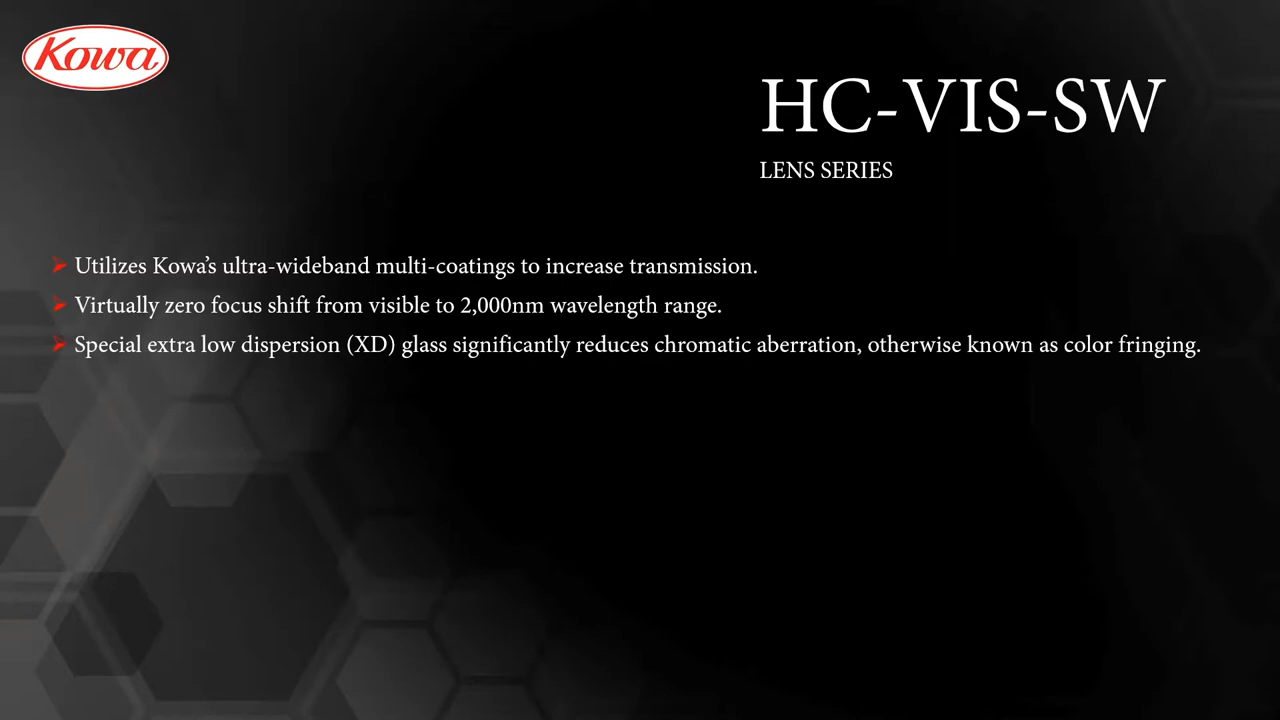 Kowa
HC-VIS-SW
LENS SERIES
Utilizes Kowa’s ultra-wideband multi-coatings to increase transmission.
Virtually zero focus shift from visible to 2,000nm wavelength range.
Special extra low dispersion (XD) glass significantly reduces chromatic aberration, otherwise known as color fringing.